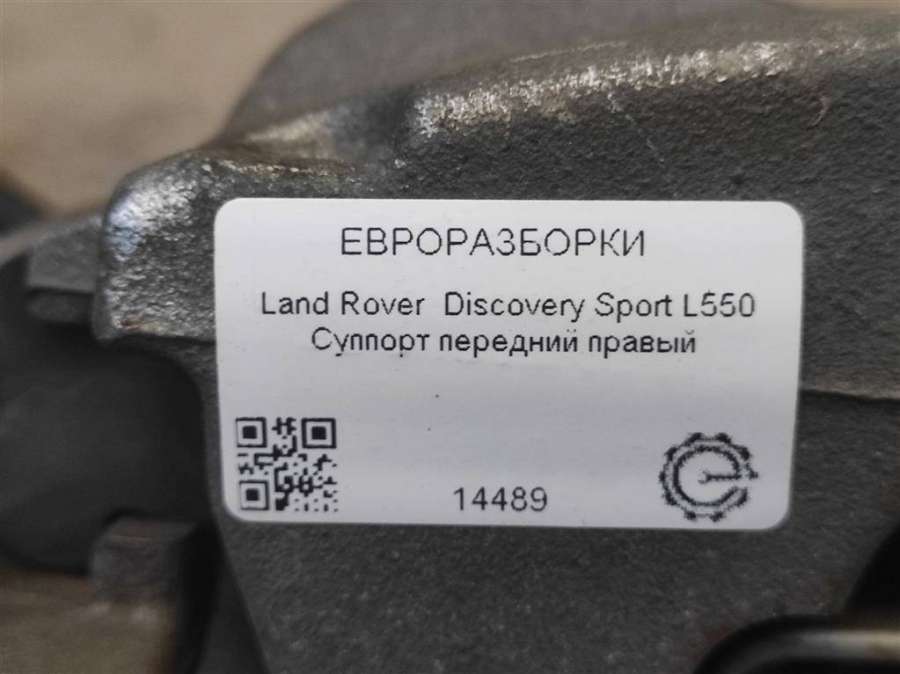 ЕВРОРАЗБОРКИ
Land Rover Discovery Sport L550
Суппорт передний правый
14489